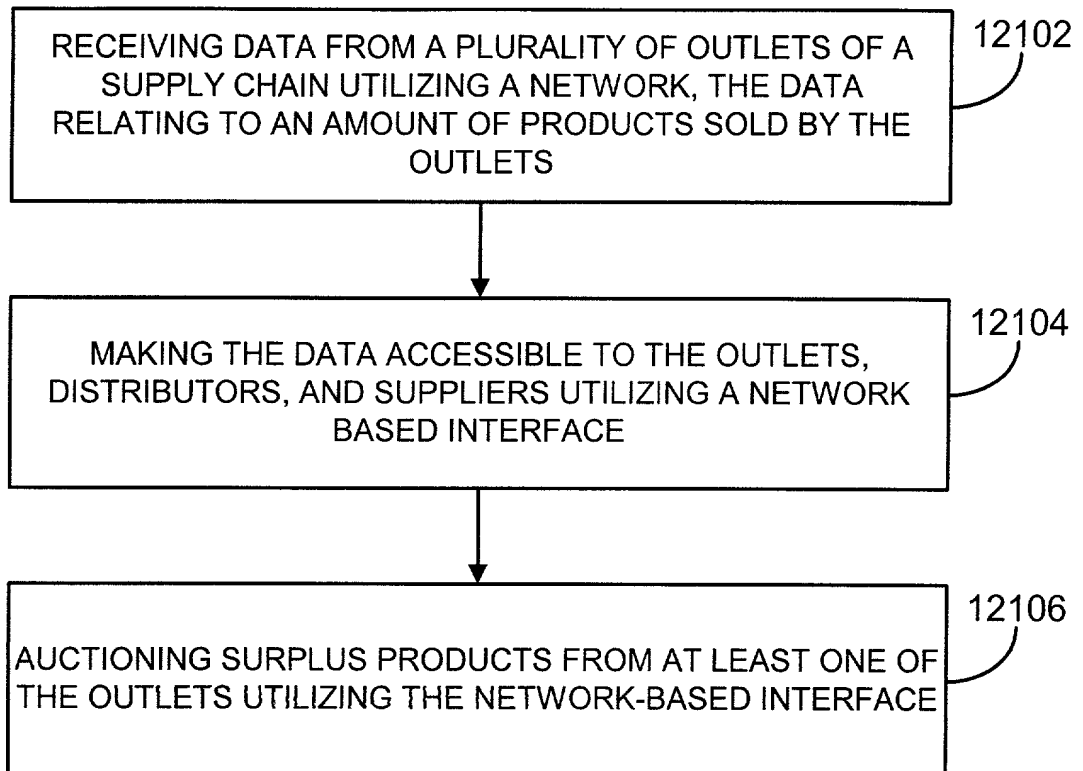 RECEIVING DATA FROM A PLURALITY OF OUTLETS OF A
SUPPLY CHAIN UTILIZING A NETWORK, THE DATA
RELATING TO AN AMOUNT OF PRODUCTS SOLD BY THE
OUTLETS
12102
MAKING THE DATA ACCESSIBLE TO THE OUTLETS,
DISTRIBUTORS, AND SUPPLIERS UTILIZING A NETWORK
BASED INTERFACE
12104
AUCTIONING SURPLUS PRODUCTS FROM AT LEAST ONE OF
THE OUTLETS UTILIZING THE NETWORK-BASED INTERFACE
12106